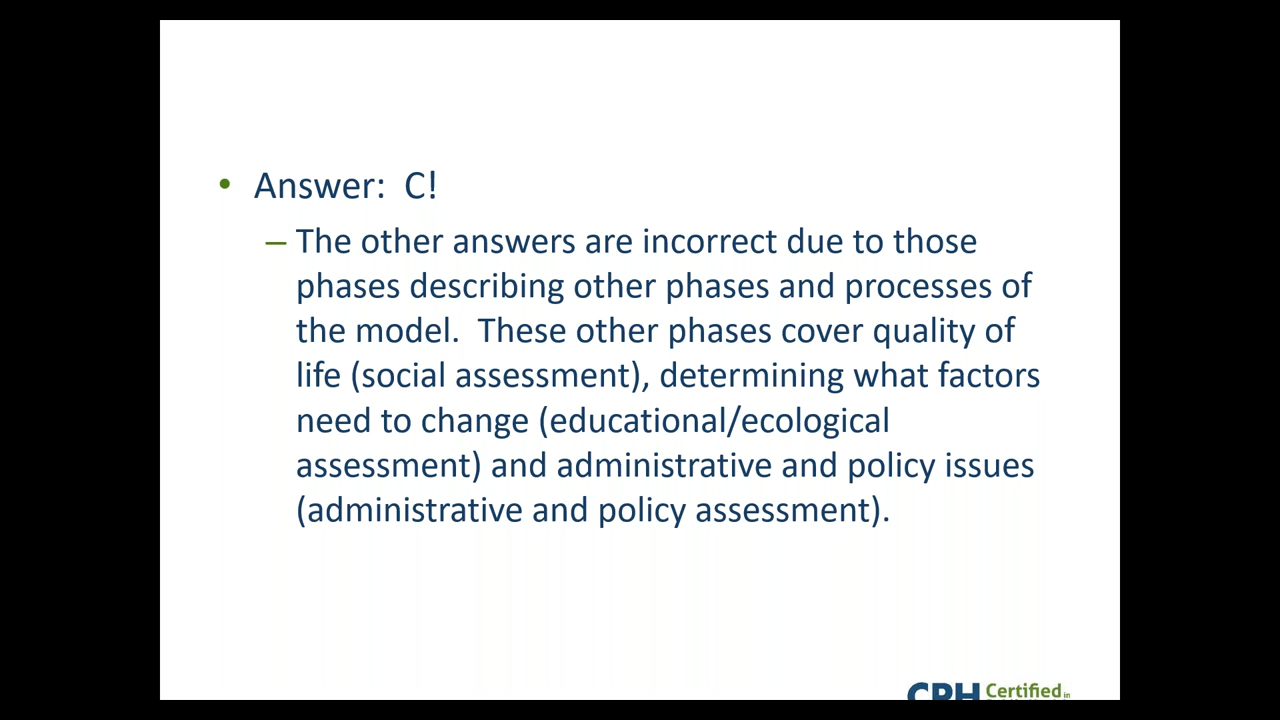 • Answer:  C!
– The other answers are incorrect due to those
phases describing other phases and processes of
the model.  These other phases cover quality of
life (social assessment), determining what factors
need to change (educational/ecological
assessment) and administrative and policy issues
(administrative and policy assessment).
CPH Certified in